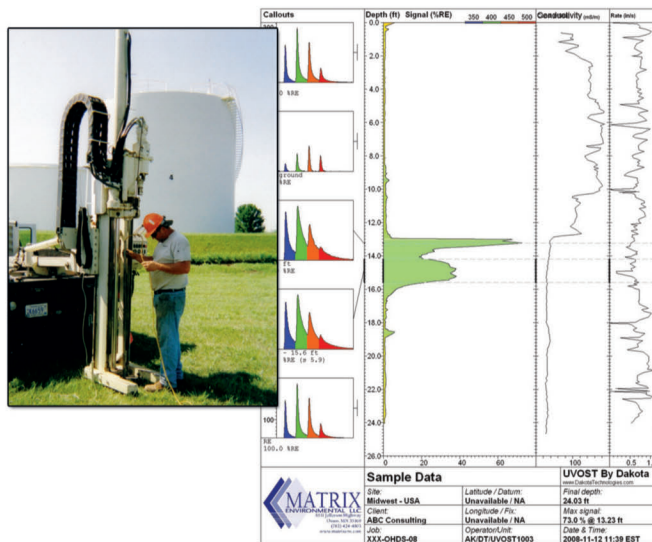 Callouts
Depth (ft) Signal (%RE)
350 400 450 500
Conductivity (mS/m)
Rate (in/s)
0.0
2.0
4.0
6.0
8.0
10.0
12.0
14.0
16.0
18.0
20.0
22.0
24.0
26.0
ground
%RE
ft
%RE
- 15.6 ft
%RE (s 5.9)
100
RE
100.0 %RE
0 20 40 60
100
0.5
4
MATRIX
ENVIRONMENTAL, LLC
Sample Data
UVOST By Dakota
www.DakotaTechnologies.com
Site: Latitude / Datum: Final depth:
Midwest - USA Unavailable / NA 24.03 ft
Client: Longitude / Fix: Max signal:
ABC Consulting Unavailable / NA 73.0 % @ 13.23 ft
Job: Operator/Unit: Date & Time:
XXX-OHDS-08 AK/DT/UVOST1003 2008-11-12 11:39 EST